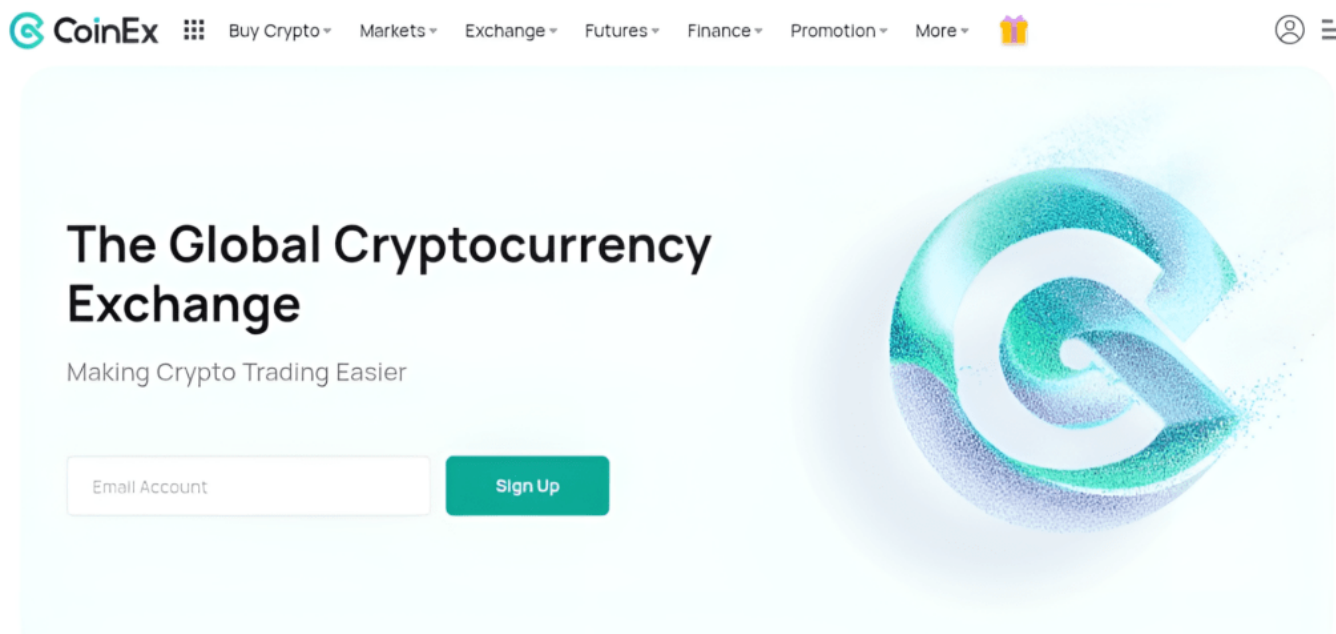 CoinEx Buy Crypto Markets Exchange Futures Finance Promotion More
The Global Cryptocurrency
Exchange
Making Crypto Trading Easier
Email Account Sign Up